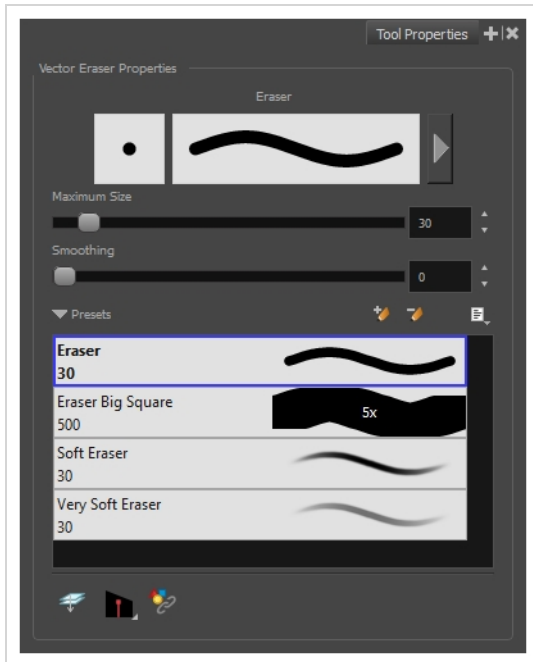 Tool Properties
Vector Eraser Properties
Eraser
Maximum Size
30
Smoothing
0
Presets
Eraser
30
Eraser Big Square
500
5x
Soft Eraser
30
Very Soft Eraser
30